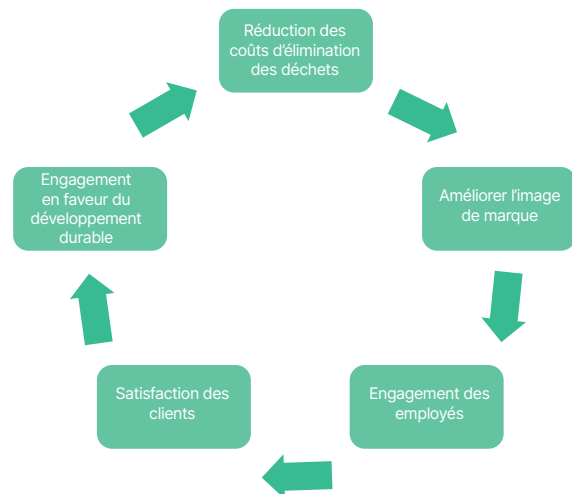 Réduction des
coûts d'élimination
des déchets
Améliorer l'image
de marque
Engagement des
employés
Satisfaction des
clients
Engagement
en faveur du
développement
durable